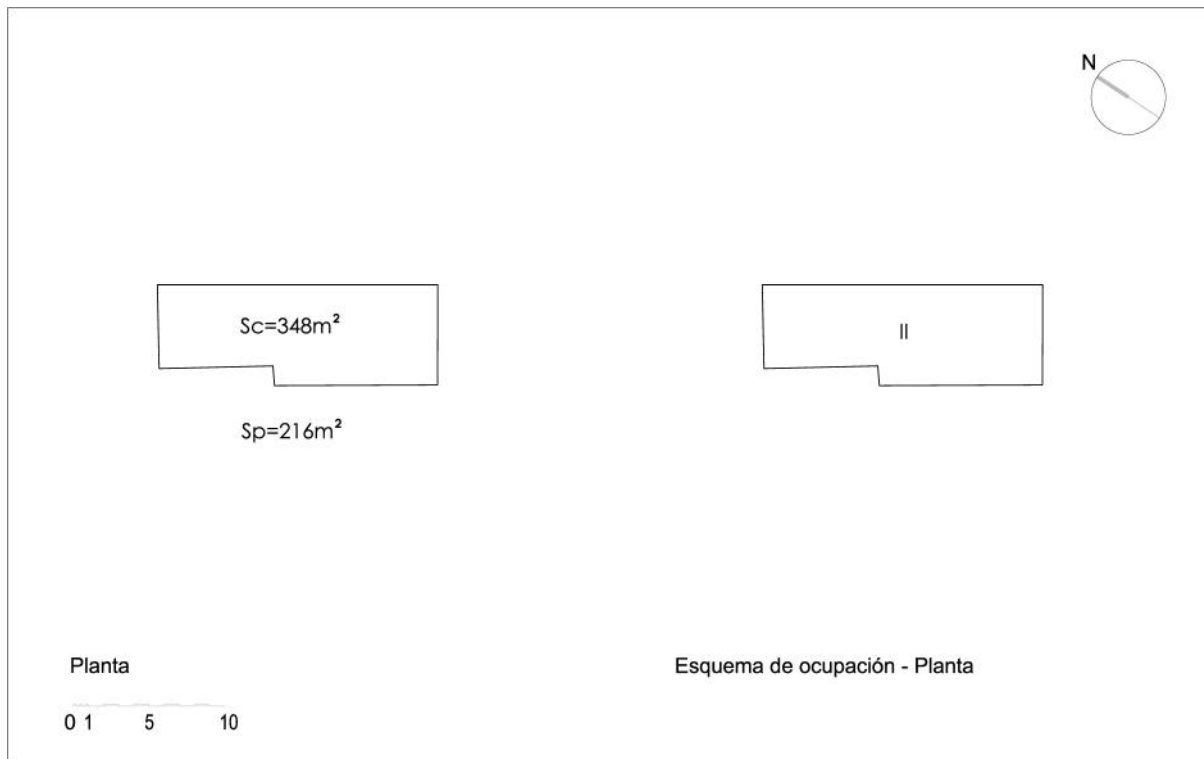 N
Sc=348m²
II
Sp=216m²
Planta
Esquema de ocupación - Planta
0 1 5 10